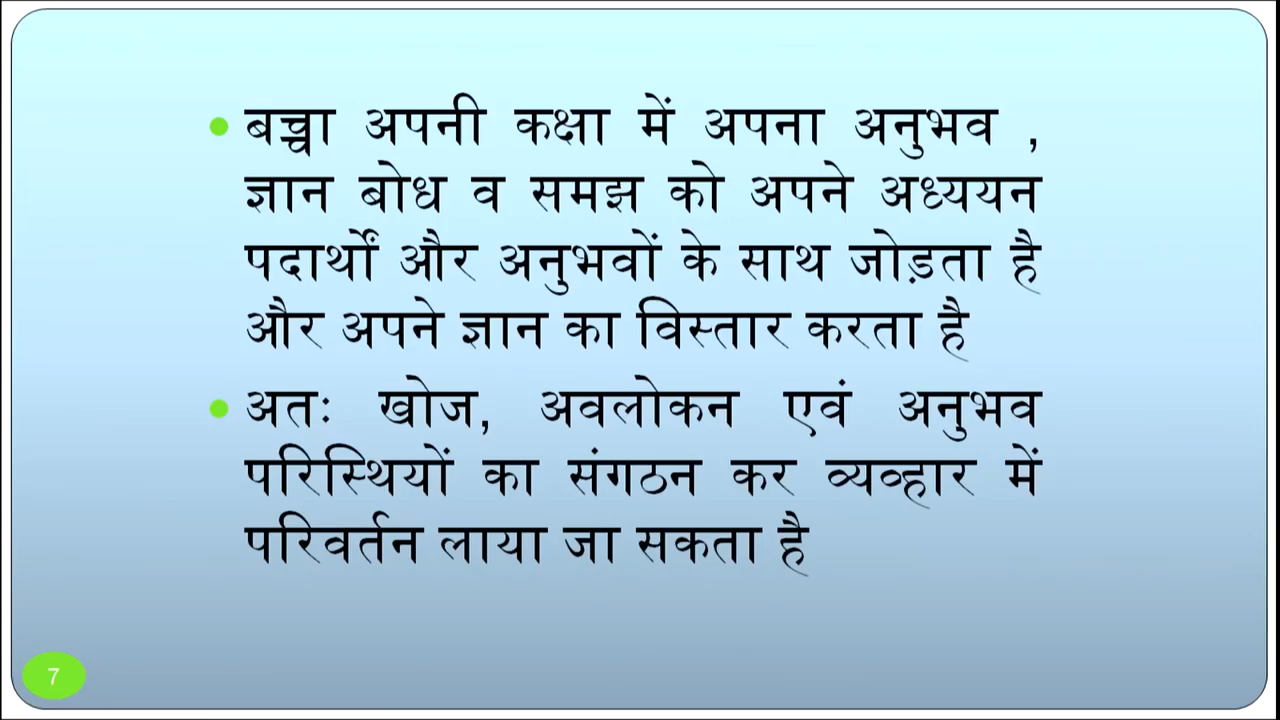 बच्चा अपनी कक्षा में अपना अनुभव ,
ज्ञान बोध व समझ को अपने अध्ययन
पदार्थों और अनुभवों के साथ जोड़ता है
और अपने ज्ञान का विस्तार करता है
अतः खोज, अवलोकन एवं अनुभव
परिस्थियों का संगठन कर व्यव्हार में
परिवर्तन लाया जा सकता है
7